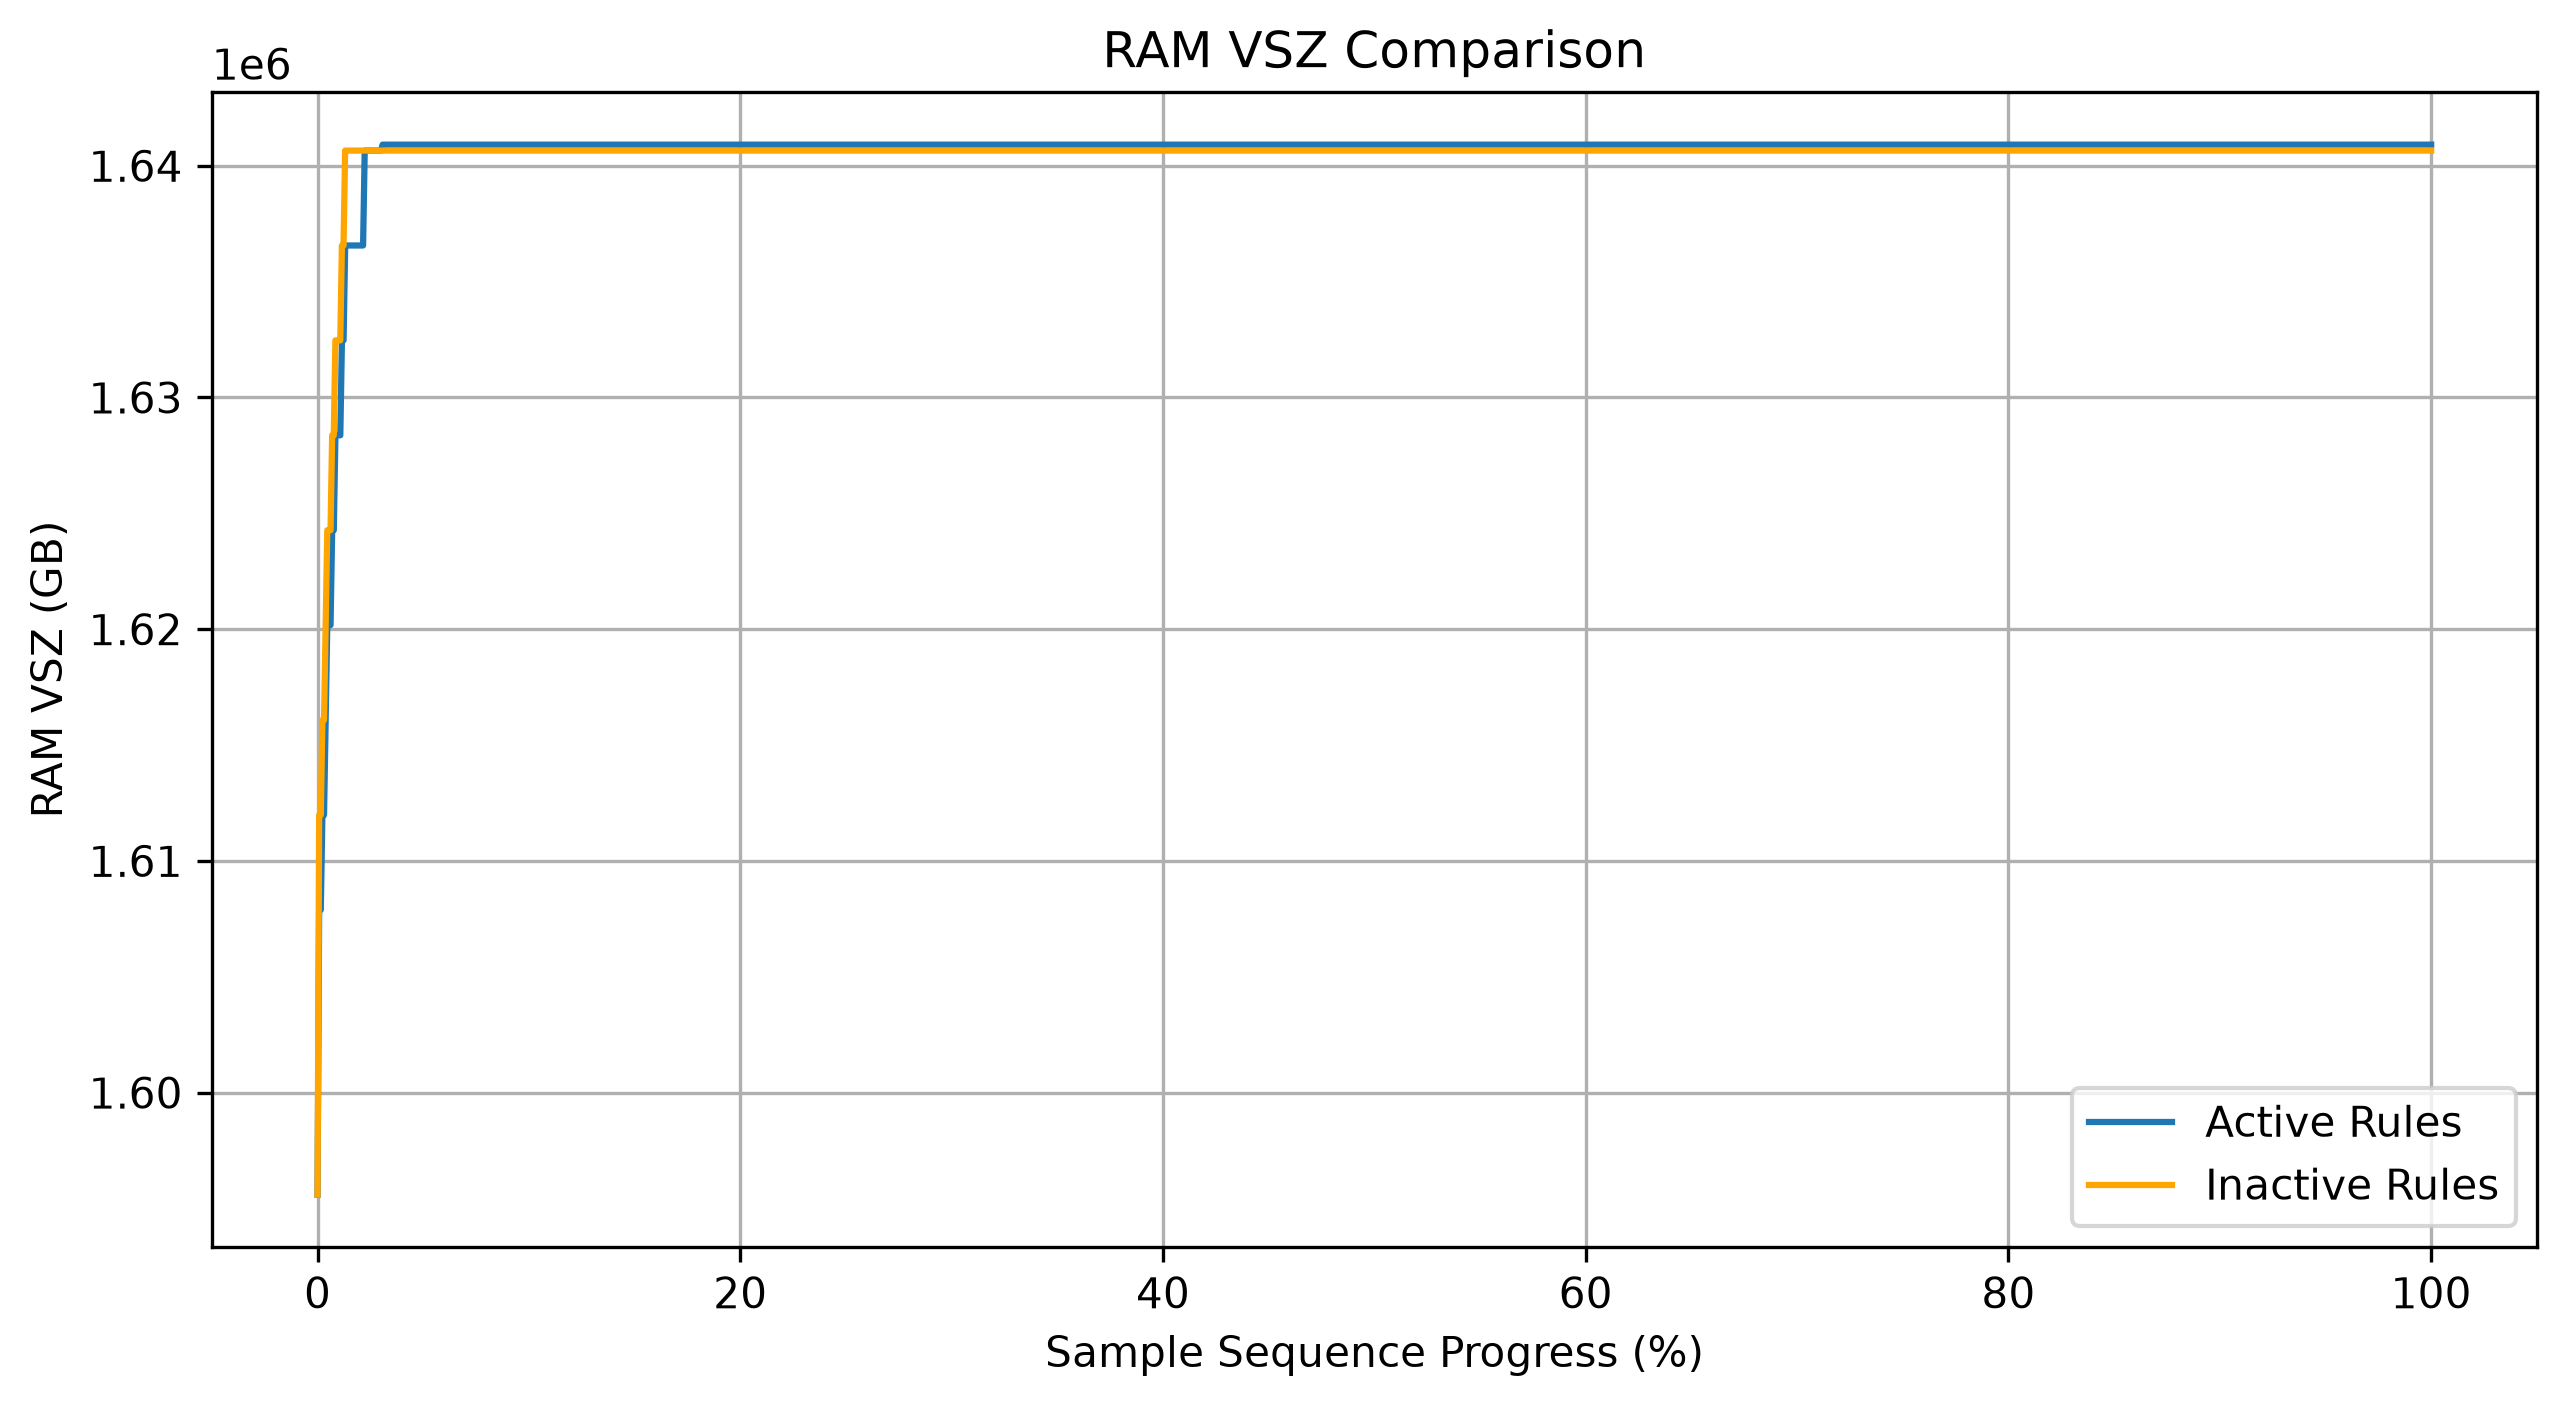 RAM VSZ Comparison
1e6
1.64
1.63
1.62
1.61
1.60
RAM VSZ (GB)
0 20 40 60 80 100
Sample Sequence Progress (%)
Active Rules
Inactive Rules